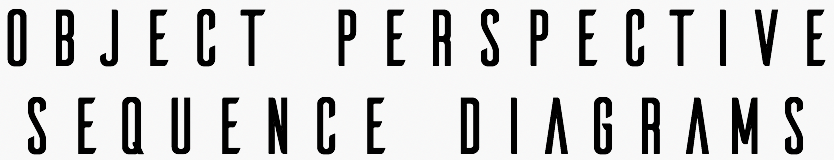 OBJECT PERSPECTIVE
SEQUENCE DIAGRAMS